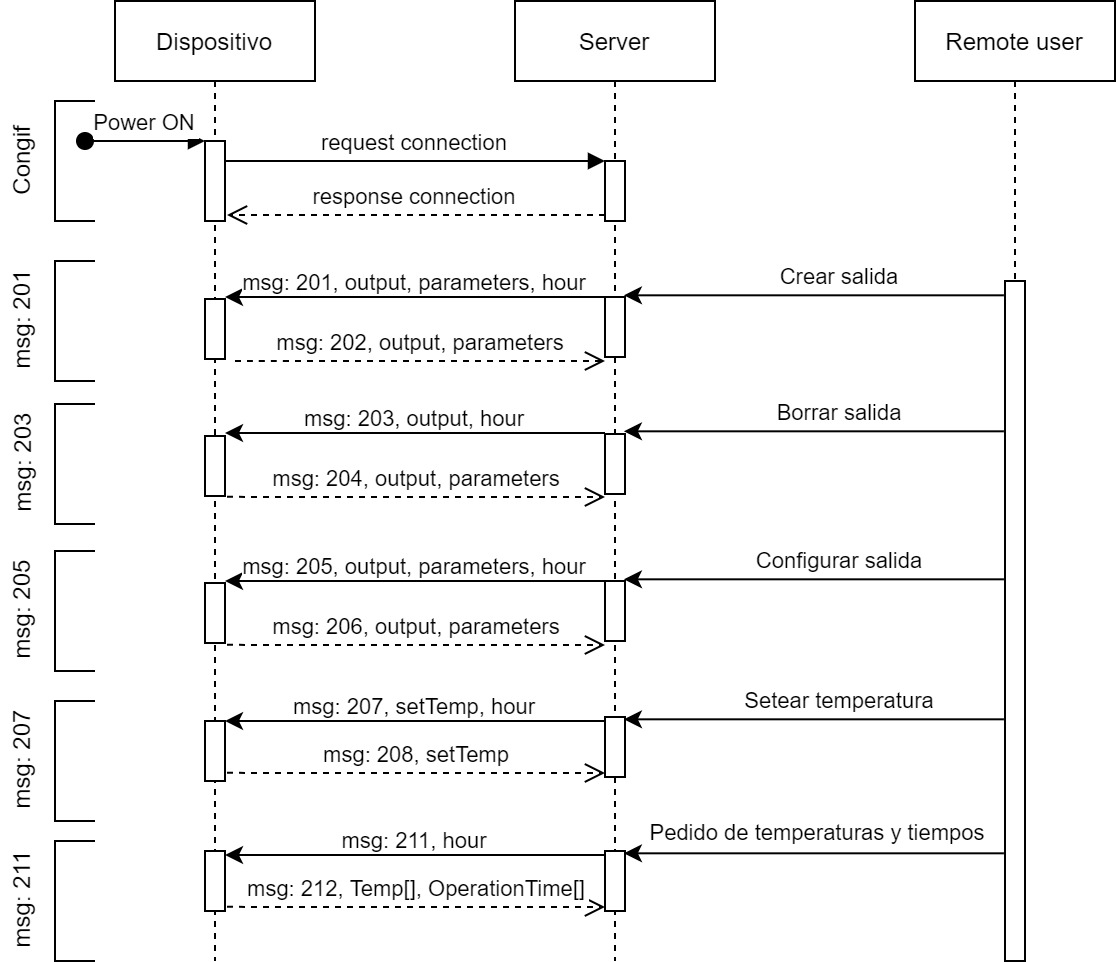 Dispositivo
Server
Remote user
Congif
Power ON
request connection
response connection
msg: 201
msg: 201, output, parameters, hour
Crear salida
msg: 202, output, parameters
msg: 203
msg: 203, output, hour
Borrar salida
msg: 204, output, parameters
msg: 205
msg: 205, output, parameters, hour
Configurar salida
msg: 206, output, parameters
msg: 207
msg: 207, setTemp, hour
Setear temperatura
msg: 208, setTemp
msg: 211
msg: 211, hour
Pedido de temperaturas y tiempos
msg: 212, Temp[], OperationTime[]